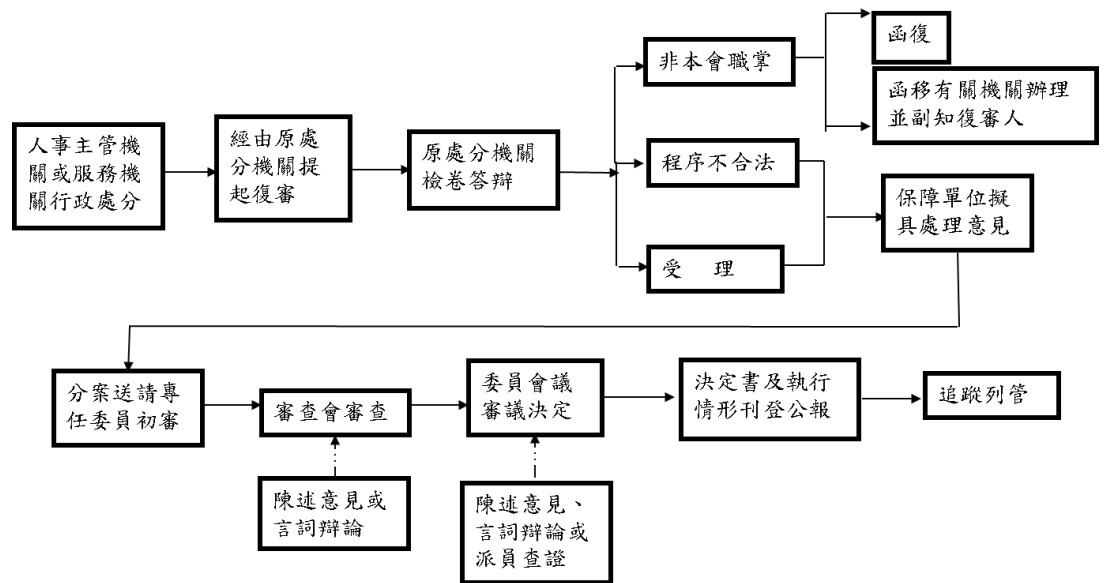 人事主管機
關或服務機
關行政處分
經由原處
分機關提
起復審
原處分機關
檢卷答辯
非本會職掌
函復
函移有關機關辦理
並副知復審人
程序不合法
受 理
保障單位擬
具處理意見
分案送請專
任委員初審
審查會審查
陳述意見或
言詞辯論
委員會議
審議決定
陳述意見、
言詞辯論或
派員查證
決定書及執行
情形刊登公報
追蹤列管